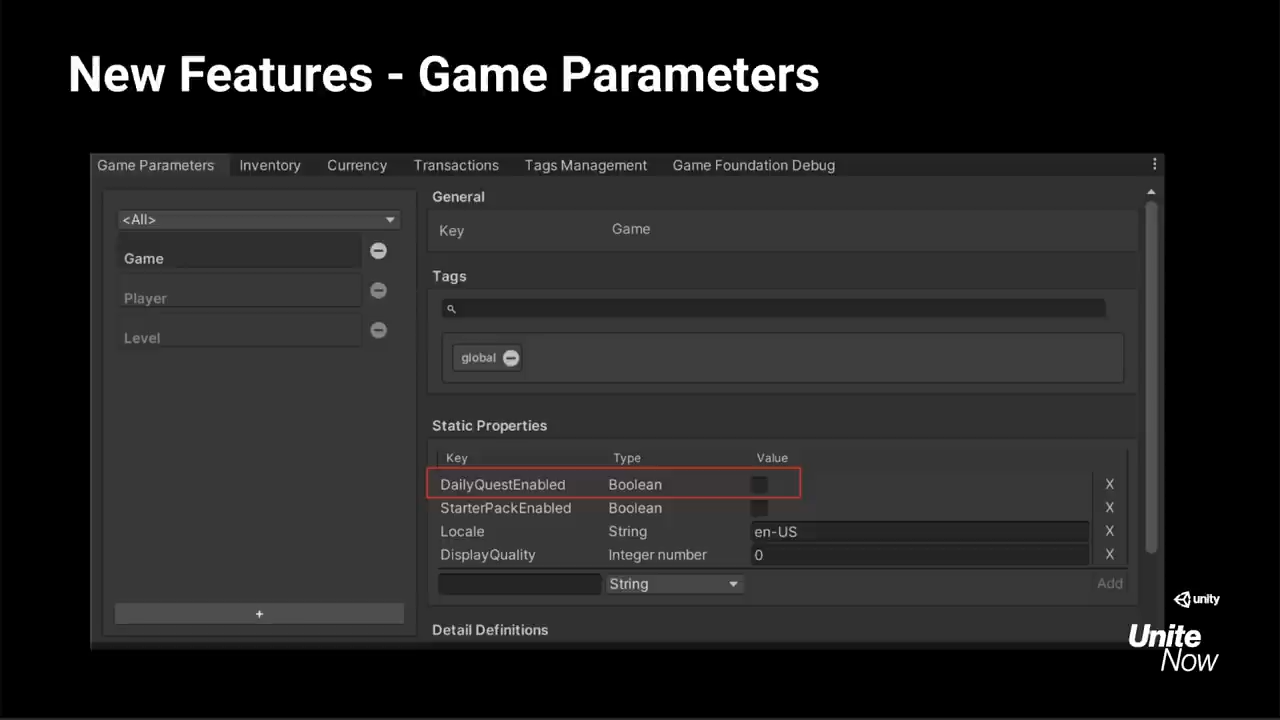 New Features - Game Parameters
Game Parameters Inventory Currency Transactions Tags Management Game Foundation Debug
<All>
Game
Player
Level
+
General
Key Game
Tags
global
Static Properties
Key Type Value
DailyQuestEnabled Boolean X
StarterPackEnabled Boolean X
Locale String en-US X
DisplayQuality Integer number 0 X
String Add
Detail Definitions
unity
Unite
Now